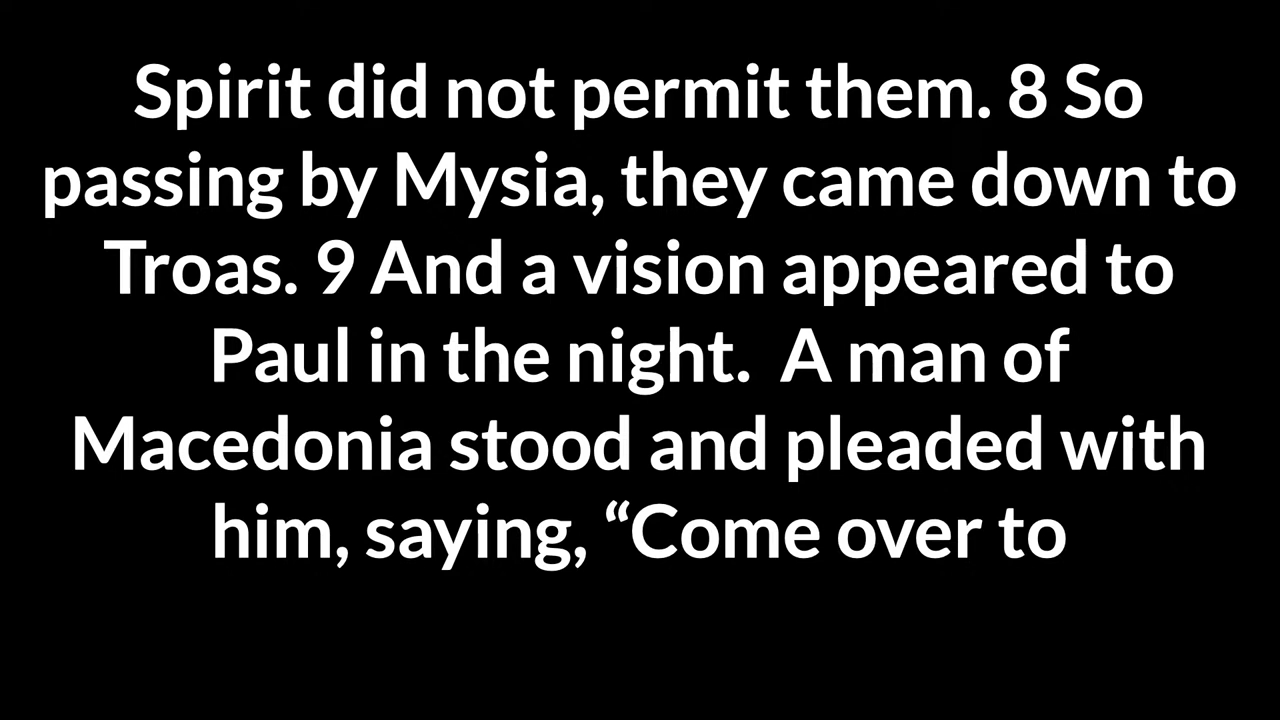 Spirit did not permit them. 8 So
passing by Mysia, they came down to
Troas. 9 And a vision appeared to
Paul in the night.  A man of
Macedonia stood and pleaded with
him, saying, “Come over to